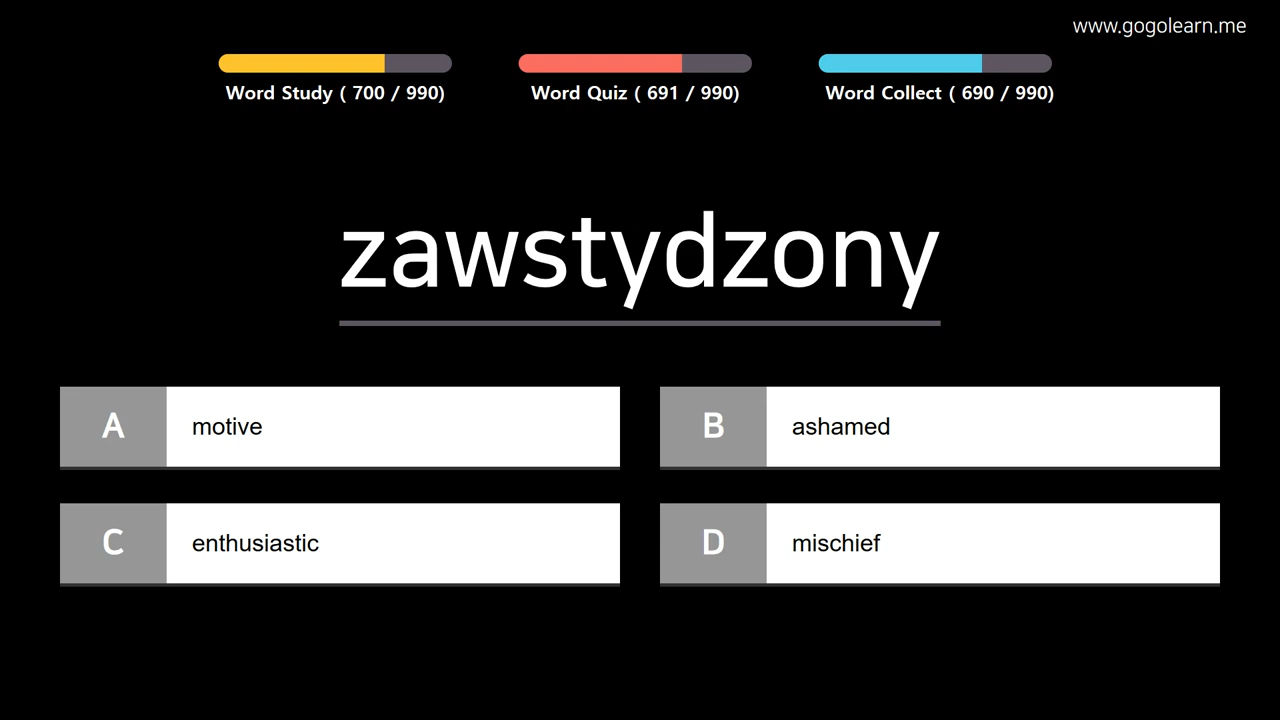 www.gogolearn.me
Word Study ( 700 / 990)
Word Quiz ( 691 / 990)
Word Collect ( 690 / 990)
zawstydzony
A motive
B ashamed
C enthusiastic
D mischief